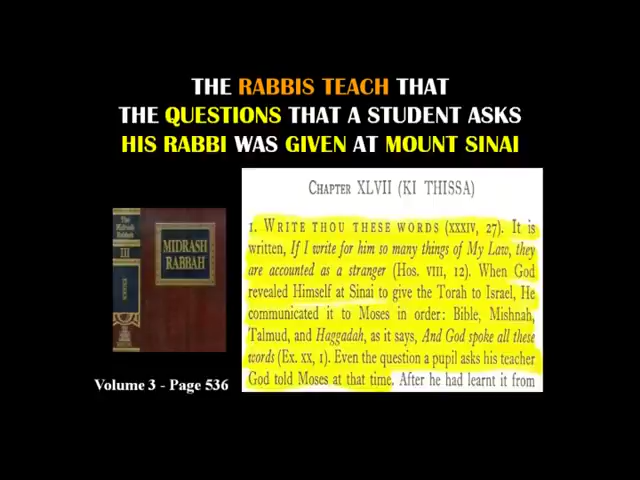 THE RABBIS TEACH THAT
THE QUESTIONS THAT A STUDENT ASKS
HIS RABBI WAS GIVEN AT MOUNT SINAI
CHAPTER XLVII (KI THISSA)
1. WRITE THOU THESE WORDS (XXXIV, 27). It is
written, If I write for him so many things of My Law, they
are accounted as a stranger (Hos. VIII, 12). When God
revealed Himself at Sinai to give the Torah to Israel, He
communicated it to Moses in order: Bible, Mishnah,
Talmud, and Haggadah, as it says, And God spoke all these
words (Ex. XX, 1). Even the question a pupil asks his teacher
God told Moses at that time. After he had learnt it from
The
Midrash
Rabbah
III
MIDRASH
RABBAH
Volume 3 - Page 536